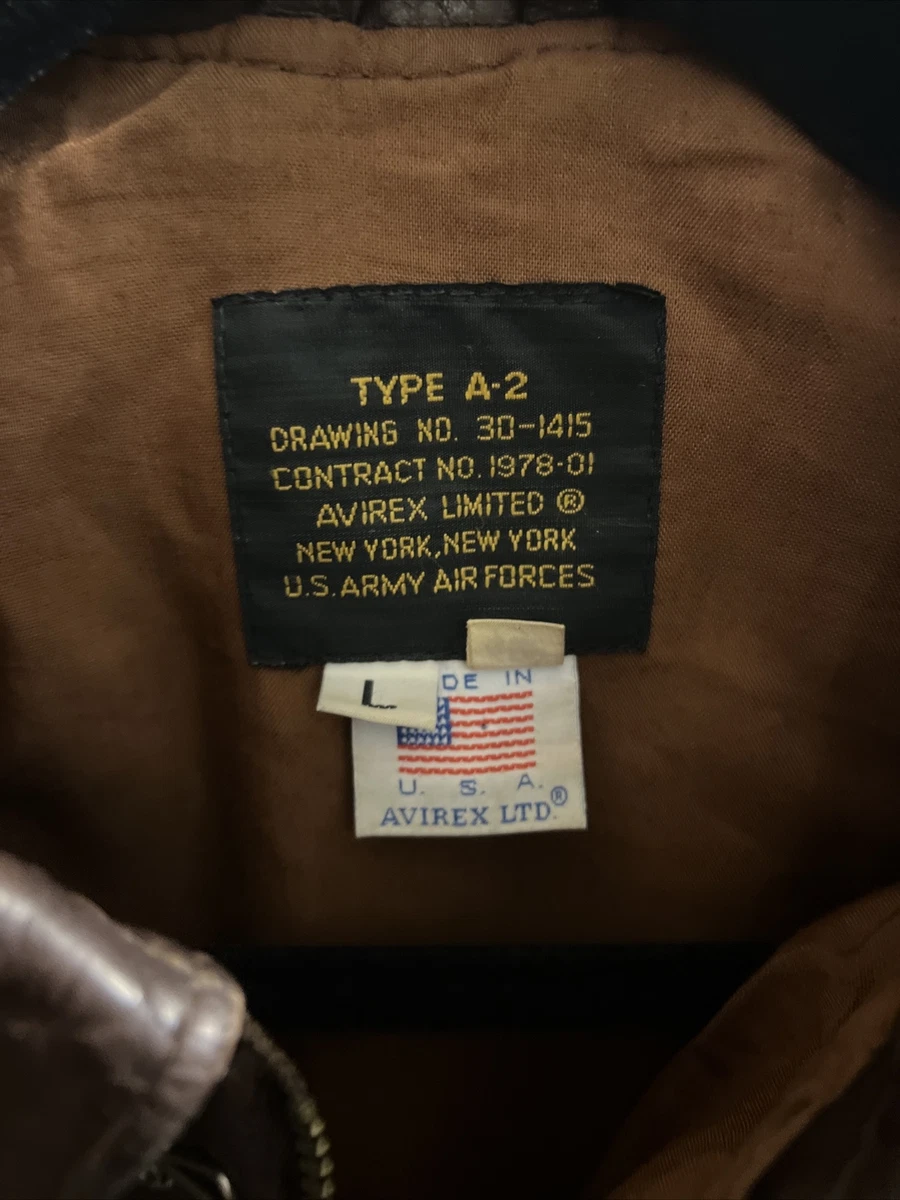 TYPE A-2
DRAWING NO. 30-1415
CONTRACT NO. 1978-01
AVIREX LIMITED ®
NEW YORK, NEW YORK
U.S. ARMY AIR FORCES
L
DE IN
U. S. A.
AVIREX LTD.®